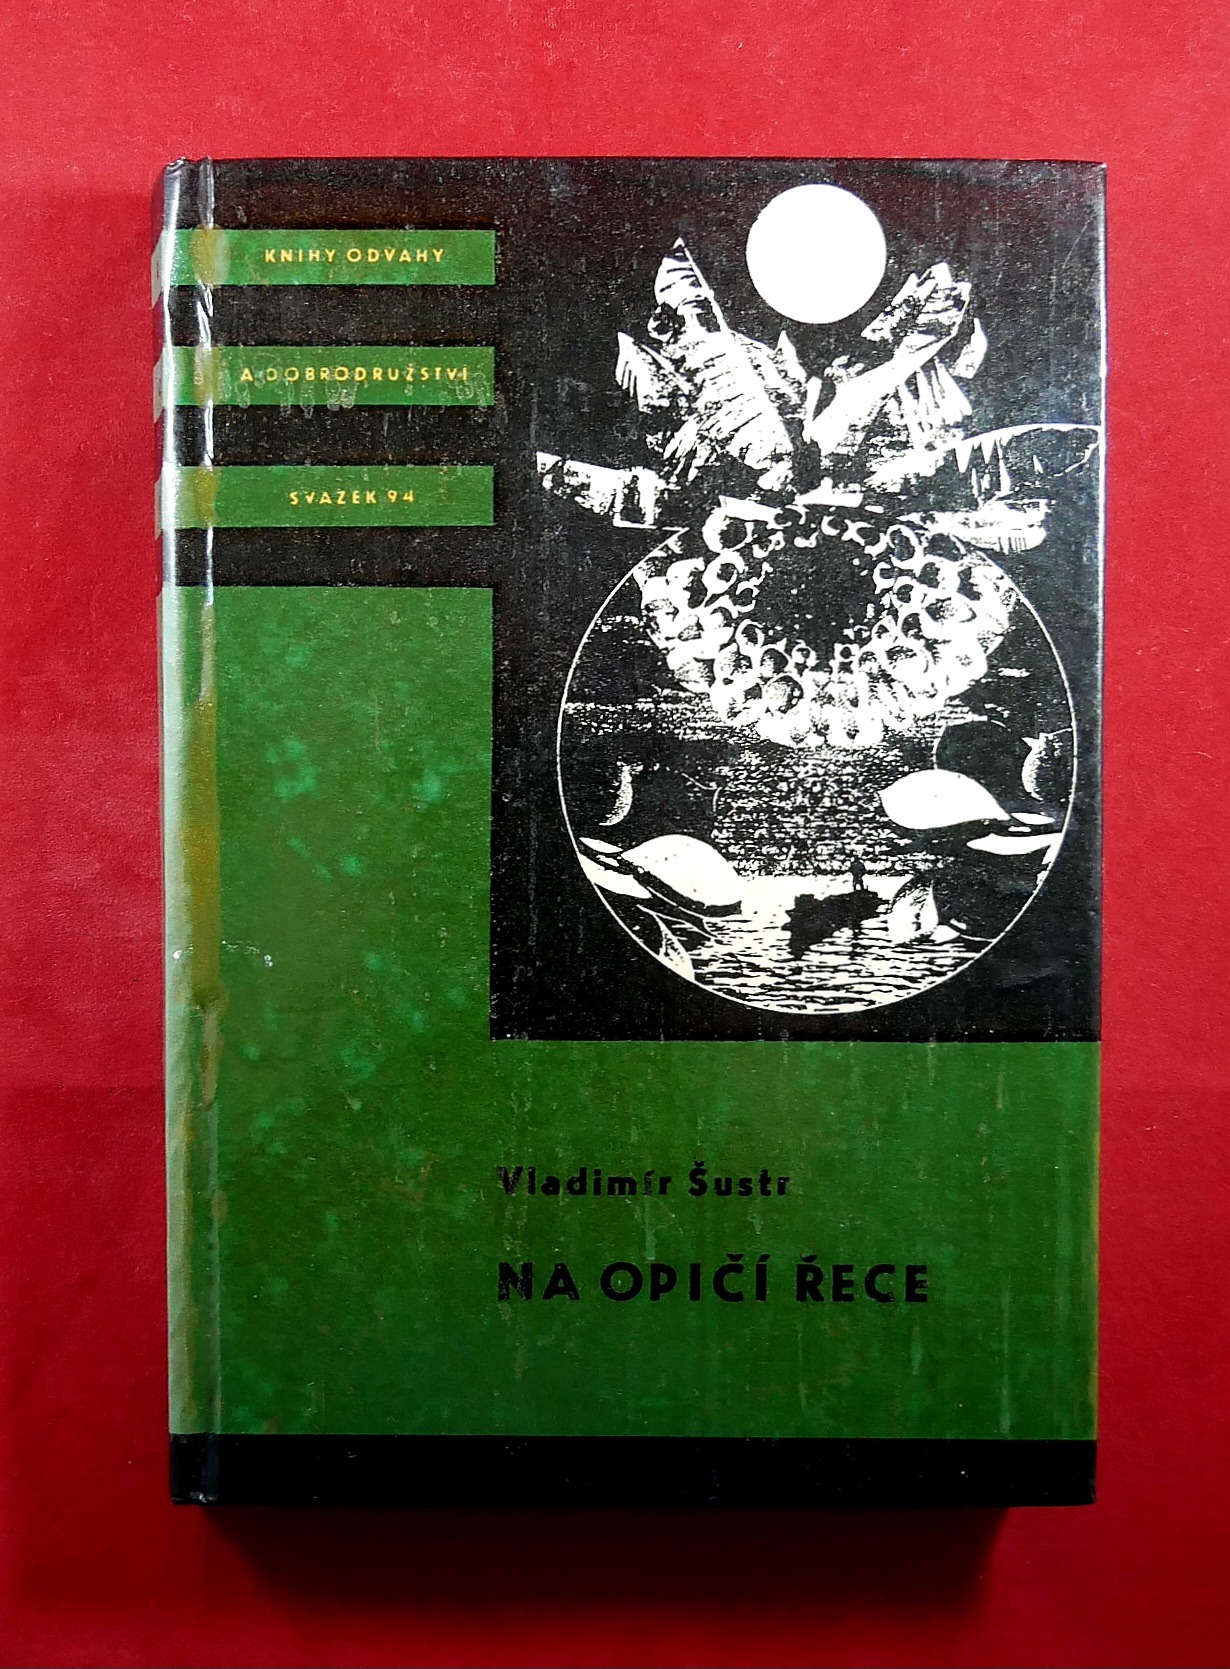 KNIHY ODVAHY
A DOBRODRUŽSTVÍ
SVAZEK 94
Vladimír Šustr
NA OPIČÍ ŘECE